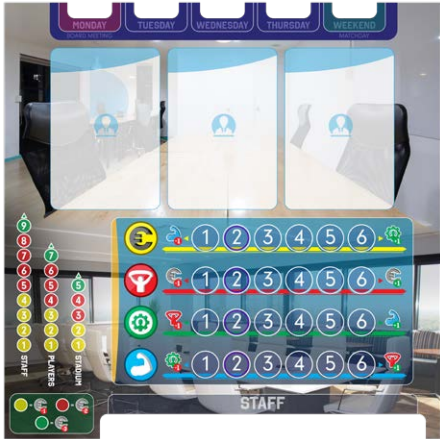 MONDAY TUESDAY WEDNESDAY THURSDAY WEEKEND
BOARD MEETING MATCHDAY
1 2 3 4 5 6
1 2 3 4 5 6
1 2 3 4 5 6
1 2 3 4 5 6
9 8 7 6 5 4 3 2 1
STAFF
7 6 5 4 3 2 1
PLAYERS
5 4 3 2 1
STADIUM
STAFF